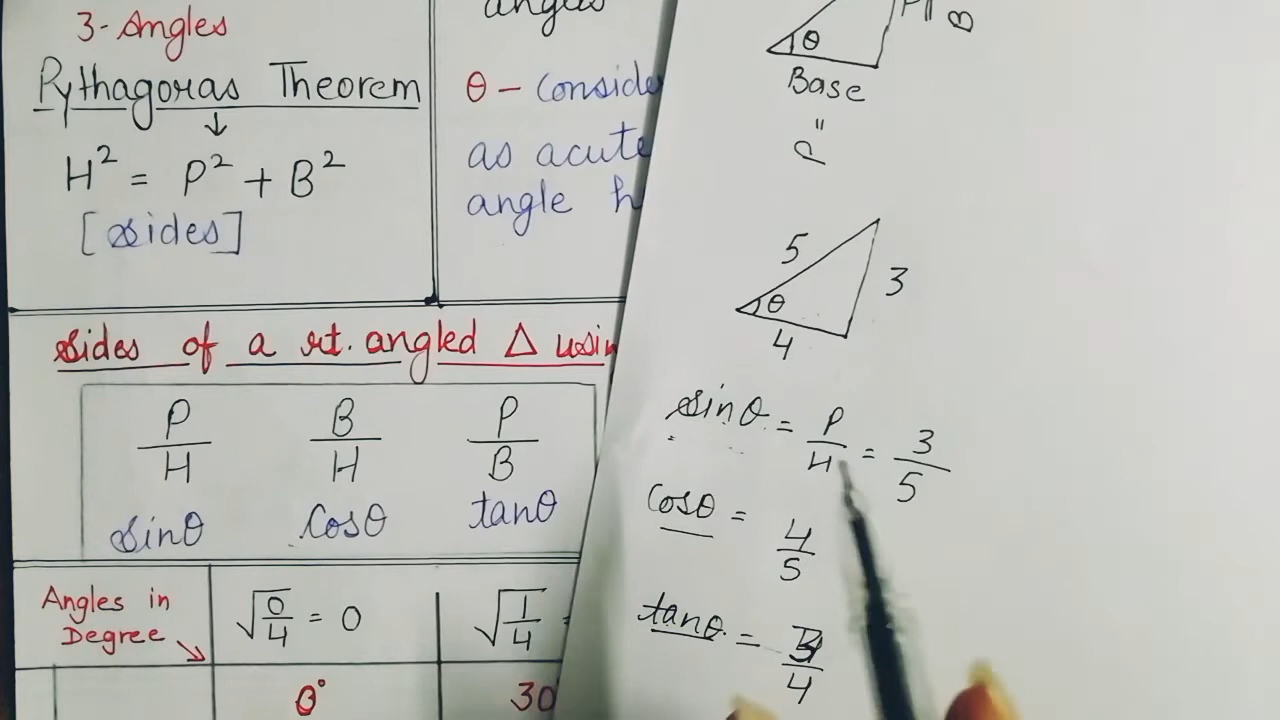 3-Angles
Pythagoras Theorem
↓
H² = P² + B²
[sides]
angles
θ - Conside
as acute
angle h
sides of a rt. angled Δ usin
P/H B/H P/B
sinθ cosθ tanθ
Angles in
Degree
√0/4 = 0
√1/4 =
0°
30
θ
B
Base
"
P
5
3
θ
4
sinθ = P/H = 3/5
cosθ = 4/5
tanθ = 3/4